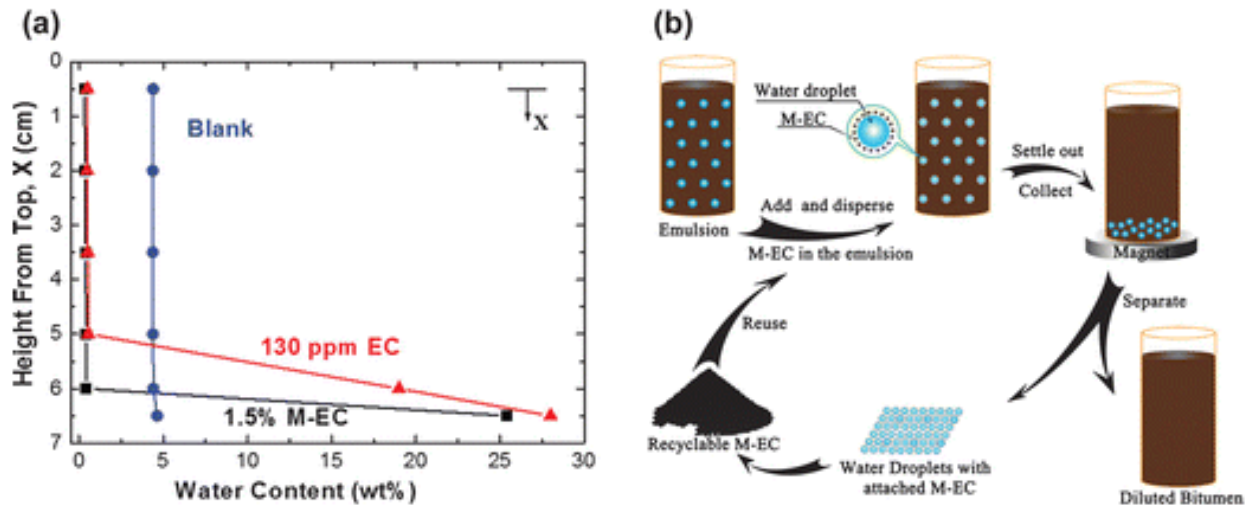 (a)
0
1
2
3
4
5
6
7
Height From Top, X (cm)
Blank
X
130 ppm EC
1.5% M-EC
0 5 10 15 20 25 30
Water Content (wt%)
(b)
Water droplet
M-EC
Emulsion
Add and disperse
M-EC in the emulsion
Settle out
Collect
Magnet
Separate
Reuse
Recyclable M-EC
Water Droplets with
attached M-EC
Diluted Bitumen